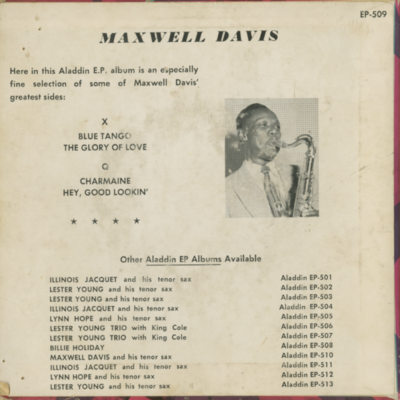 EP-509
MAXWELL DAVIS
Here in this Aladdin E.P. album is an especially
fine selection of some of Maxwell Davis'
greatest sides:
X
BLUE TANGO
THE GLORY OF LOVE
O
CHARMAINE
HEY, GOOD LOOKIN'
* * * *
Other Aladdin EP Albums Available
ILLINOIS JACQUET and his tenor sax Aladdin EP-501
LESTER YOUNG and his tenor sax Aladdin EP-502
LESTER YOUNG and his tenor sax Aladdin EP-503
ILLINOIS JACQUET and his tenor sax Aladdin EP-504
LYNN HOPE and his tenor sax Aladdin EP-505
LESTER YOUNG TRIO with King Cole Aladdin EP-506
LESTER YOUNG TRIO with King Cole Aladdin EP-507
BILLIE HOLIDAY Aladdin EP-508
MAXWELL DAVIS and his tenor sax Aladdin EP-510
ILLINOIS JACQUET and his tenor sax Aladdin EP-511
LYNN HOPE and his tenor sax Aladdin EP-512
LESTER YOUNG and his tenor sax Aladdin EP-513